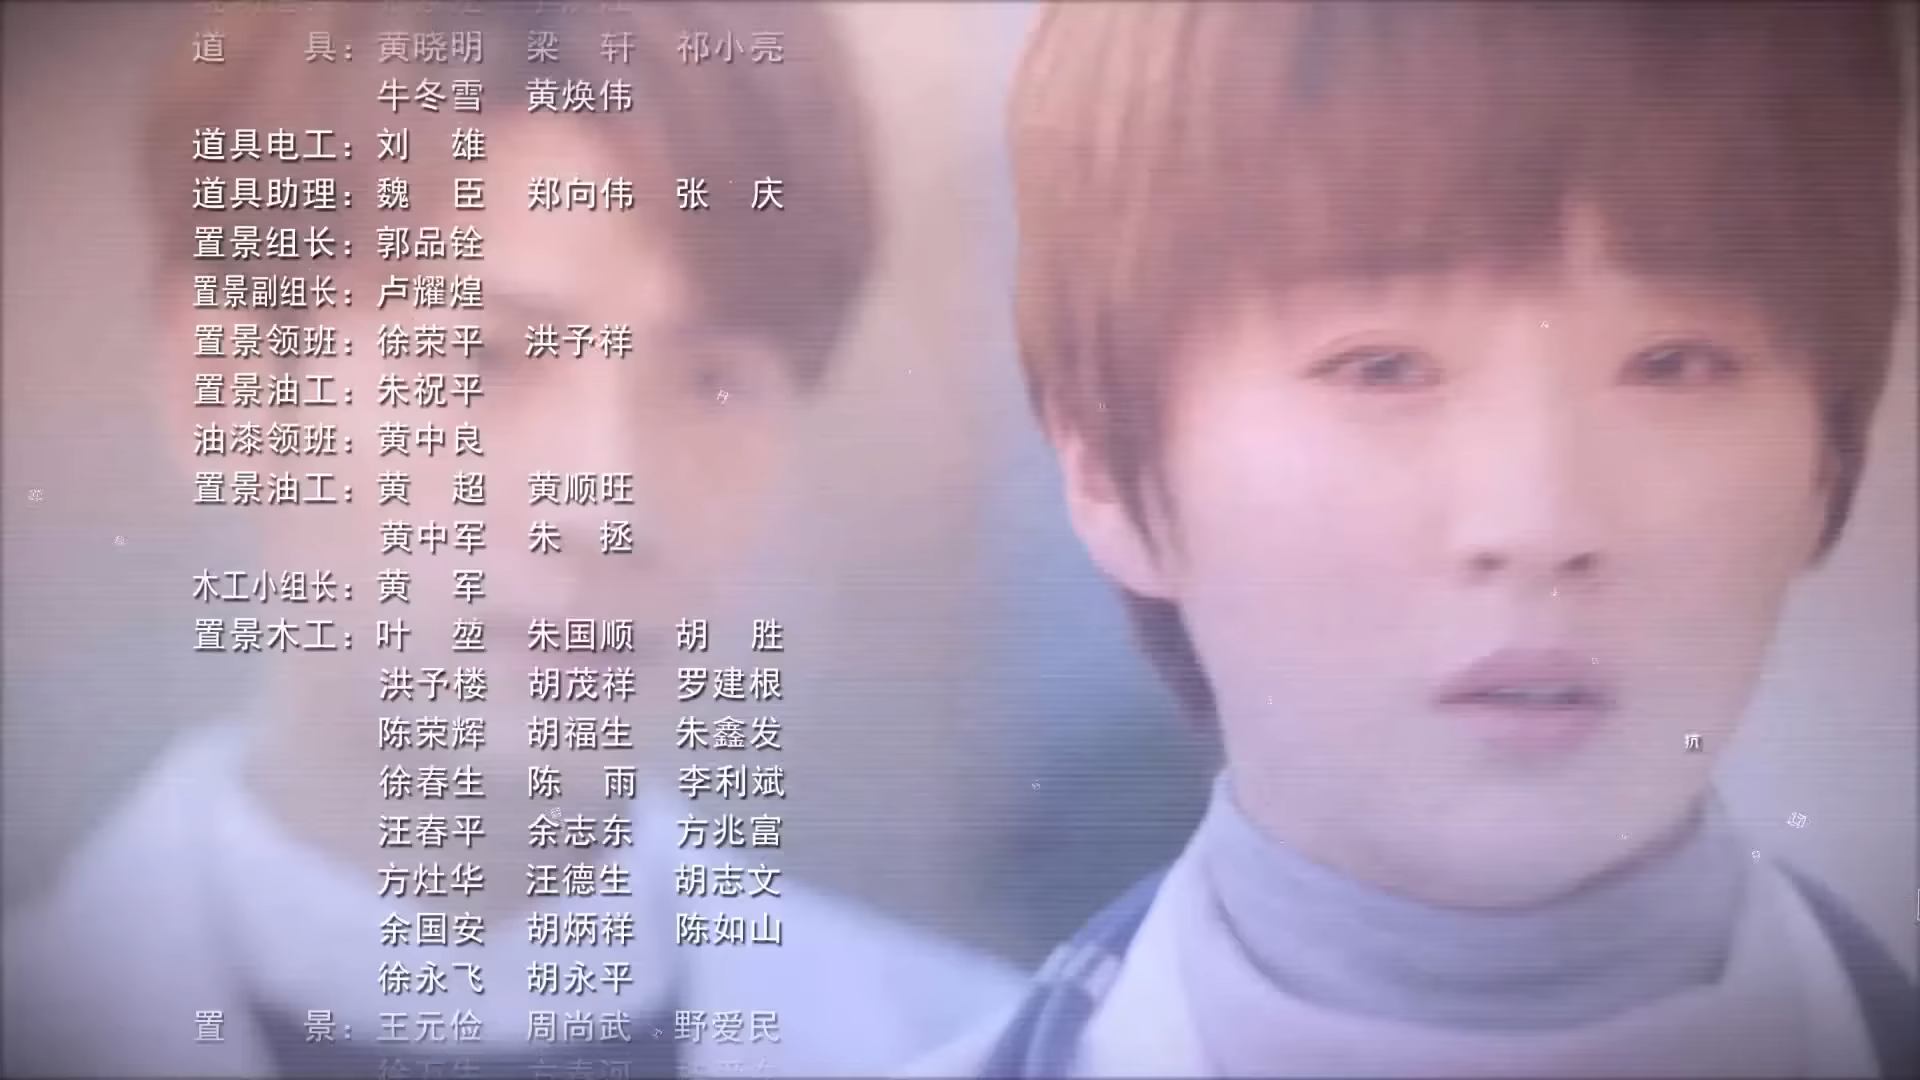 道　　具：黄晓明　梁　轩　祁小亮
牛冬雪　黄焕伟
道具电工：刘　雄
道具助理：魏　臣　郑向伟　张　庆
置景组长：郭品铨
置景副组长：卢耀煌
置景领班：徐荣平　洪予祥
置景油工：朱祝平
油漆领班：黄中良
置景油工：黄　超　黄顺旺
黄中军　朱　拯
木工小组长：黄　军
置景木工：叶　堃　朱国顺　胡　胜
洪予楼　胡茂祥　罗建根
陈荣辉　胡福生　朱鑫发
徐春生　陈　雨　李利斌
汪春平　余志东　方兆富
方灶华　汪德生　胡志文
余国安　胡炳祥　陈如山
徐永飞　胡永平
置　　景：王元俭　周尚武　野爱民
抗